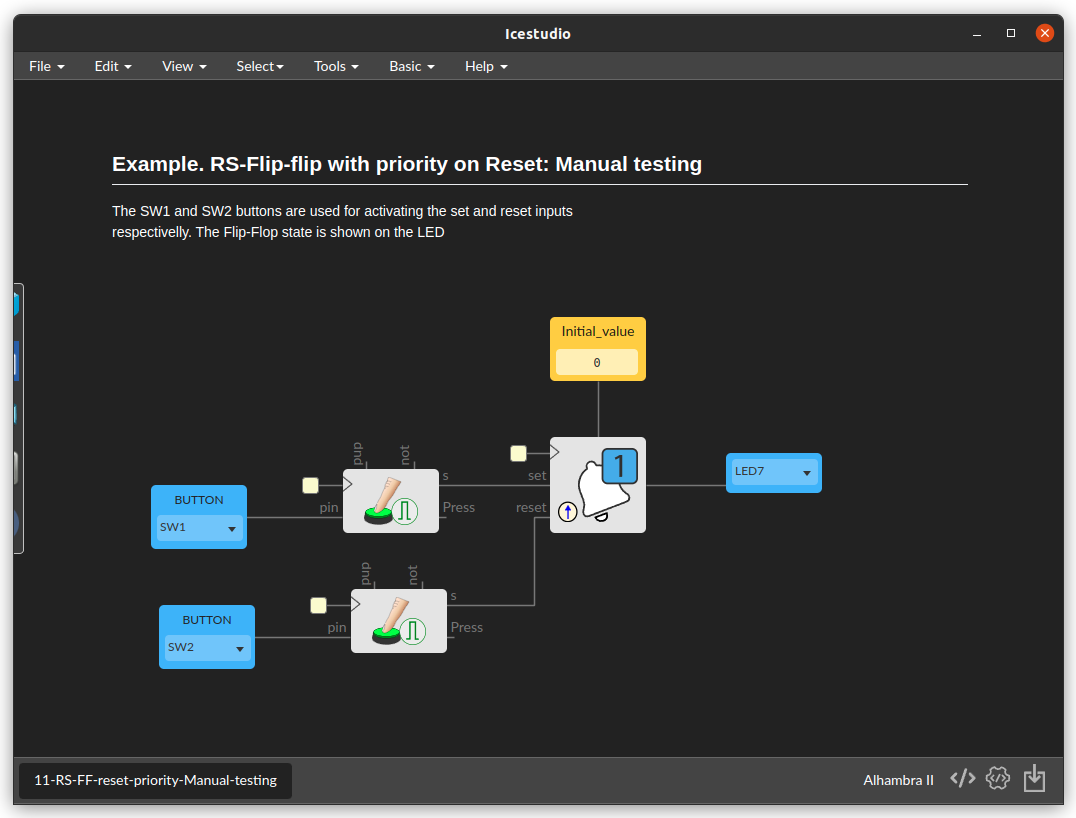 Icestudio
File Edit View Select Tools Basic Help
Example. RS-Flip-flip with priority on Reset: Manual testing
The SW1 and SW2 buttons are used for activating the set and reset inputs
respectivelly. The Flip-Flop state is shown on the LED
Initial_value
0
pup not
s
set
1
LED7
BUTTON
SW1
pin
Press
reset
pup not
s
BUTTON
SW2
pin
Press
11-RS-FF-reset-priority-Manual-testing
Alhambra II